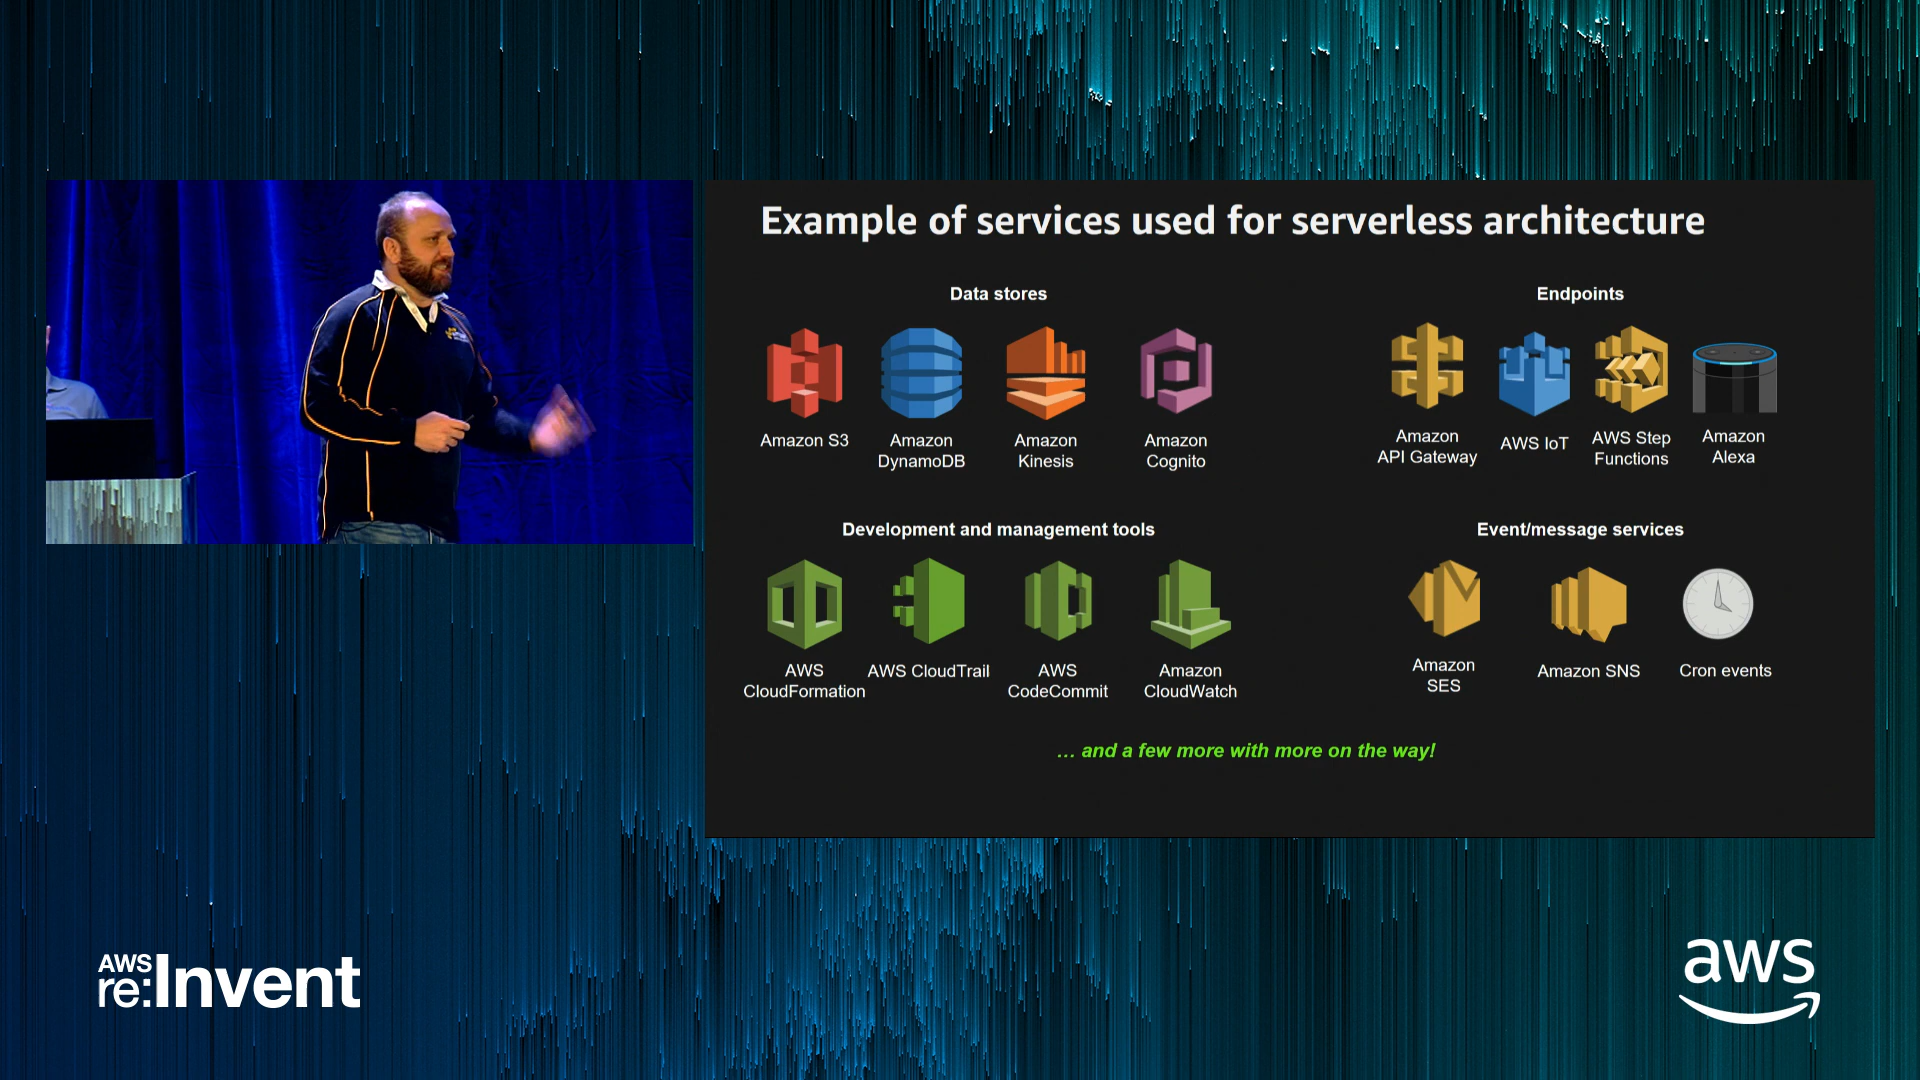 Example of services used for serverless architecture
Data stores
Amazon S3
Amazon
DynamoDB
Amazon
Kinesis
Amazon
Cognito
Endpoints
Amazon
API Gateway
AWS IoT
AWS Step
Functions
Amazon
Alexa
Development and management tools
AWS
CloudFormation
AWS CloudTrail
AWS
CodeCommit
Amazon
CloudWatch
Event/message services
Amazon
SES
Amazon SNS
Cron events
... and a few more with more on the way!
AWS
re:Invent
aws